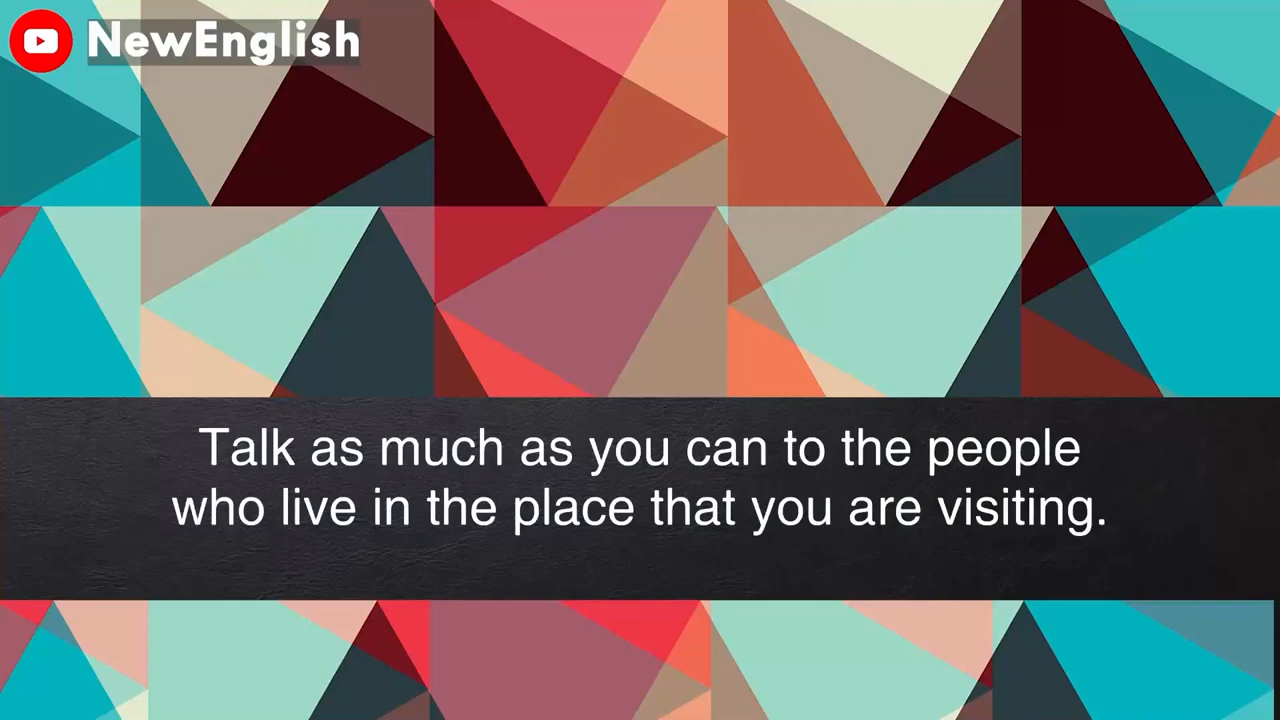 NewEnglish
Talk as much as you can to the people
who live in the place that you are visiting.